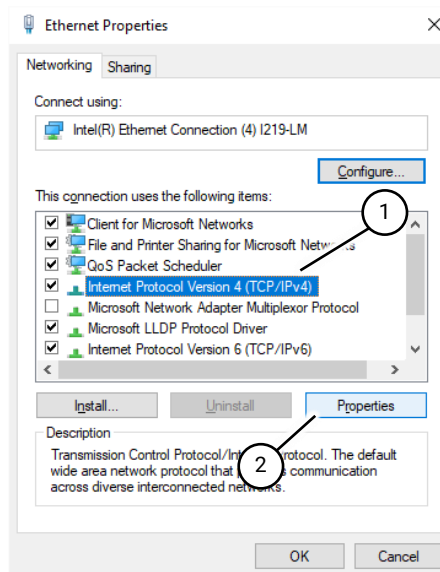 Ethernet Properties
Networking Sharing
Connect using:
Intel(R) Ethernet Connection (4) I219-LM
Configure...
This connection uses the following items:
1
Client for Microsoft Networks
File and Printer Sharing for Microsoft
QoS Packet Scheduler
Internet Protocol Version 4 (TCP/IPv4)
Microsoft Network Adapter Multiplexor Protocol
Microsoft LLDP Protocol Driver
Internet Protocol Version 6 (TCP/IPv6)
Install... Uninstall Properties
Description
Transmission Control Protocol/ The default
2
wide area network protocol that communication
across diverse interconnected networks.
OK Cancel